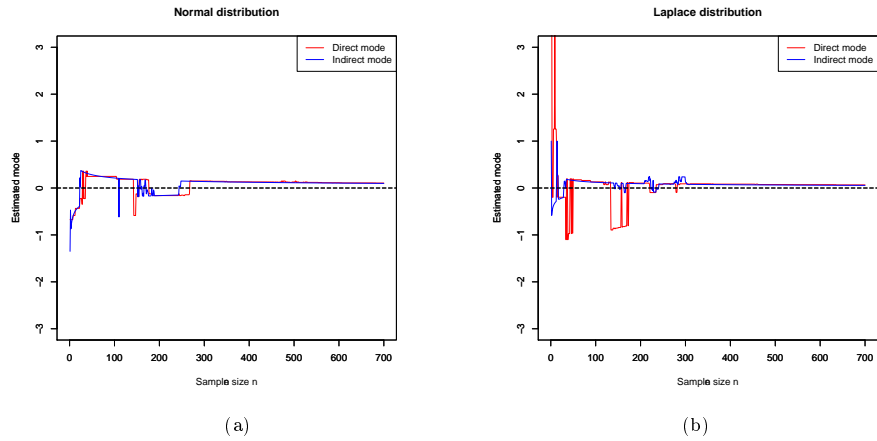 Normal distribution
Direct mode
Indirect mode
Estimated mode
3
2
1
0
−1
−2
−3
0 100 200 300 400 500 600 700
Sample size n
(a)
Laplace distribution
Direct mode
Indirect mode
Estimated mode
3
2
1
0
−1
−2
−3
0 100 200 300 400 500 600 700
Sample size n
(b)